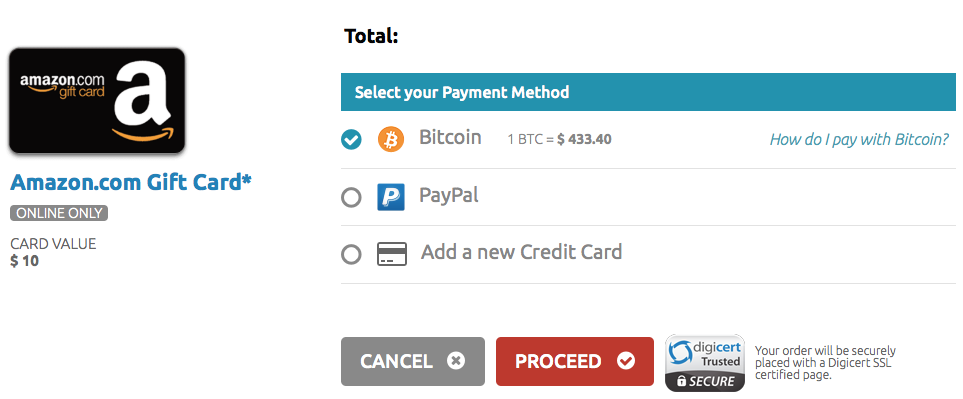 Total:
amazon.com
gift card
a
Amazon.com Gift Card*
ONLINE ONLY
CARD VALUE
$ 10
Select your Payment Method
Bitcoin 1 BTC = $ 433.40 How do I pay with Bitcoin?
PayPal
Add a new Credit Card
CANCEL
PROCEED
digicert
Trusted
SECURE
Your order will be securely
placed with a Digicert SSL
certified page.